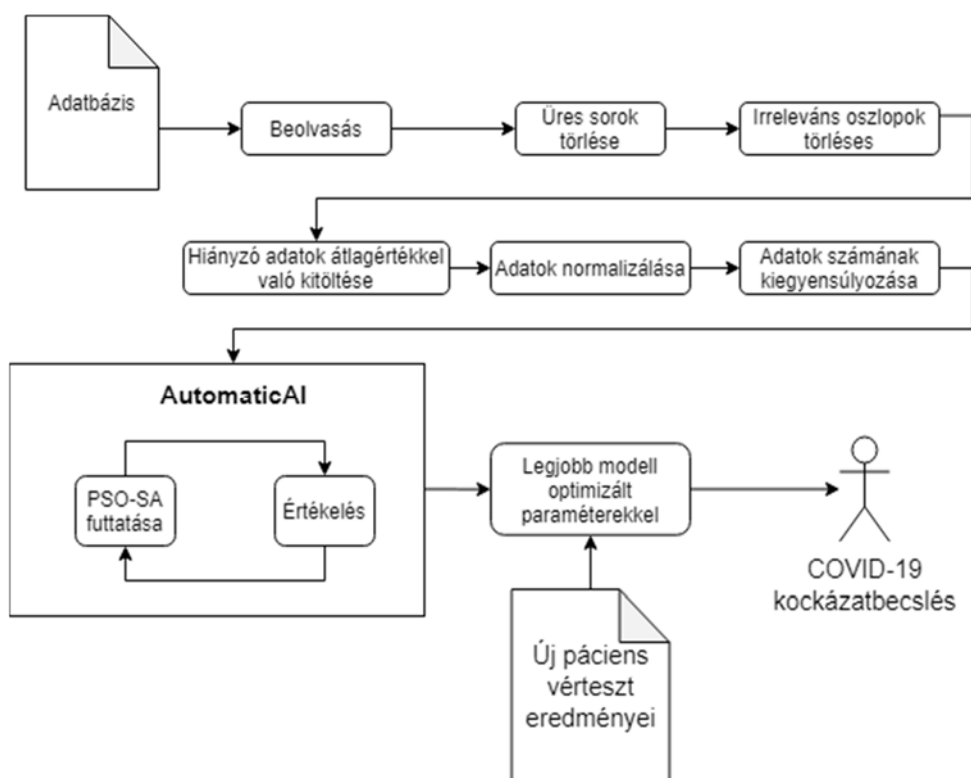 Adatbázis
Beolvasás
Üres sorok
törlése
Irreleváns oszlopok
törléses
Hiányzó adatok átlagértékkel
való kitöltése
Adatok normalizálása
Adatok számának
kiegyensúlyozása
AutomaticAI
PSO-SA
futtatása
Értékelés
Legjobb modell
optimizált
paraméterekkel
COVID-19
kockázatbecslés
Új páciens
vérteszt
eredményei